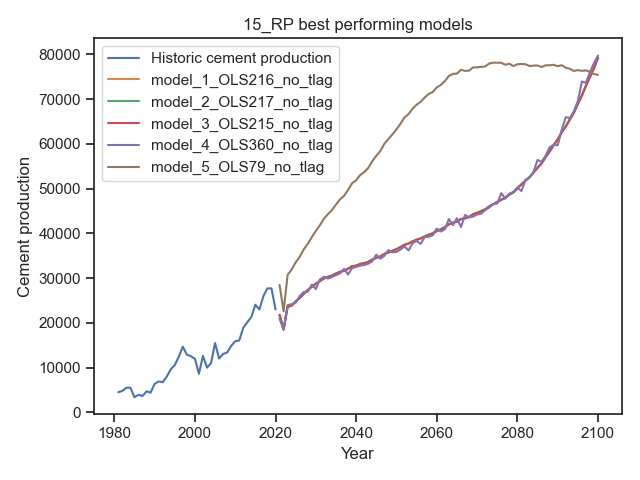 15_RP best performing models
Historic cement production
model_1_OLS216_no_tlag
model_2_OLS217_no_tlag
model_3_OLS215_no_tlag
model_4_OLS360_no_tlag
model_5_OLS79_no_tlag
Cement production
80000
70000
60000
50000
40000
30000
20000
10000
0
1980
2000
2020
2040
2060
2080
2100
Year